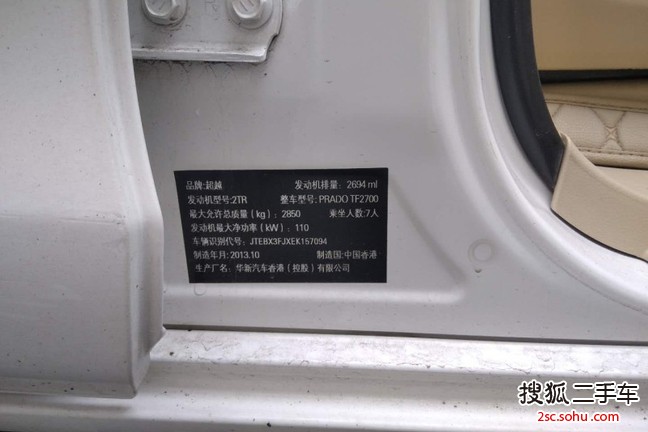 品牌:超越 发动机排量: 2694 ml
发动机型号:2TR 整车型号: PRADO TF2700
最大允许总质量(kg): 2850 乘坐人数:7人
发动机最大净功率(kW): 110
车辆识别代号: JTEBX3FJXEK157094
制造年月:2013.10 制造国:中国香港
生产厂名: 华新汽车香港(控股)有限公司
搜狐二手车
2sc.sohu.com